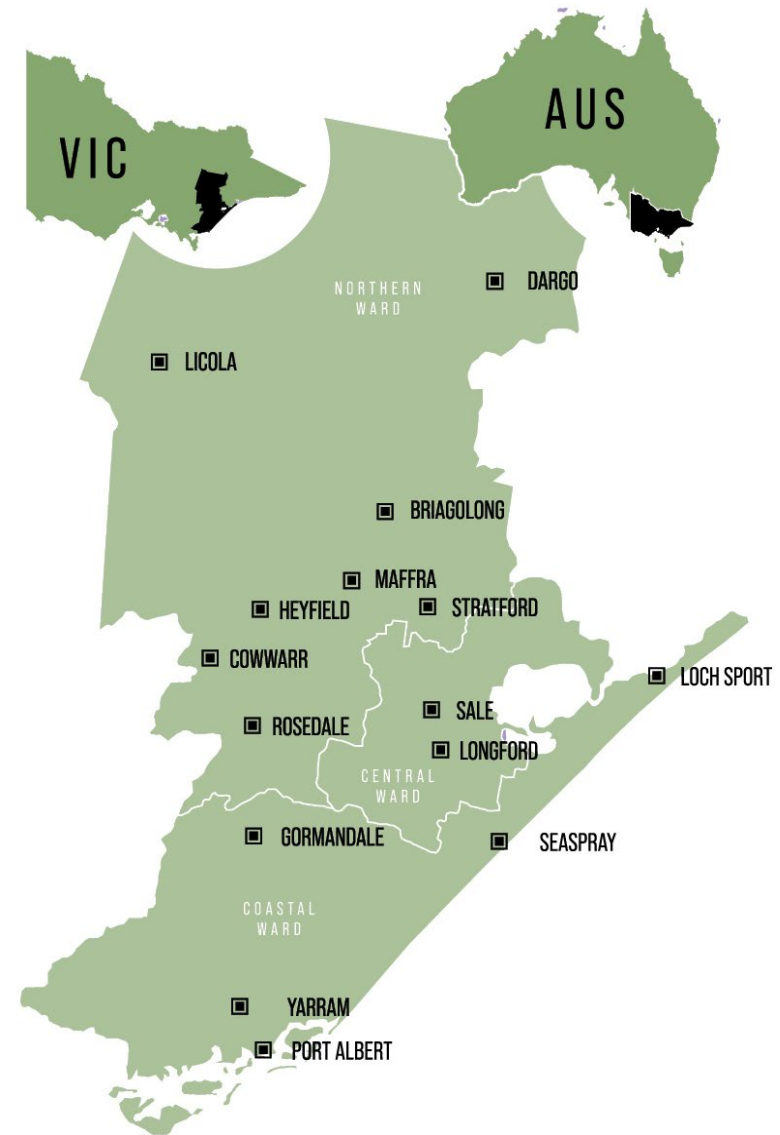 VIC
AUS
NORTHERN
WARD
DARGO
LICOLA
BRIAGOLONG
MAFFRA
HEYFIELD
STRATFORD
COWWARR
LOCH SPORT
SALE
ROSEDALE
LONGFORD
CENTRAL
WARD
GORMANDALE
SEASPRAY
COASTAL
WARD
YARRAM
PORT ALBERT